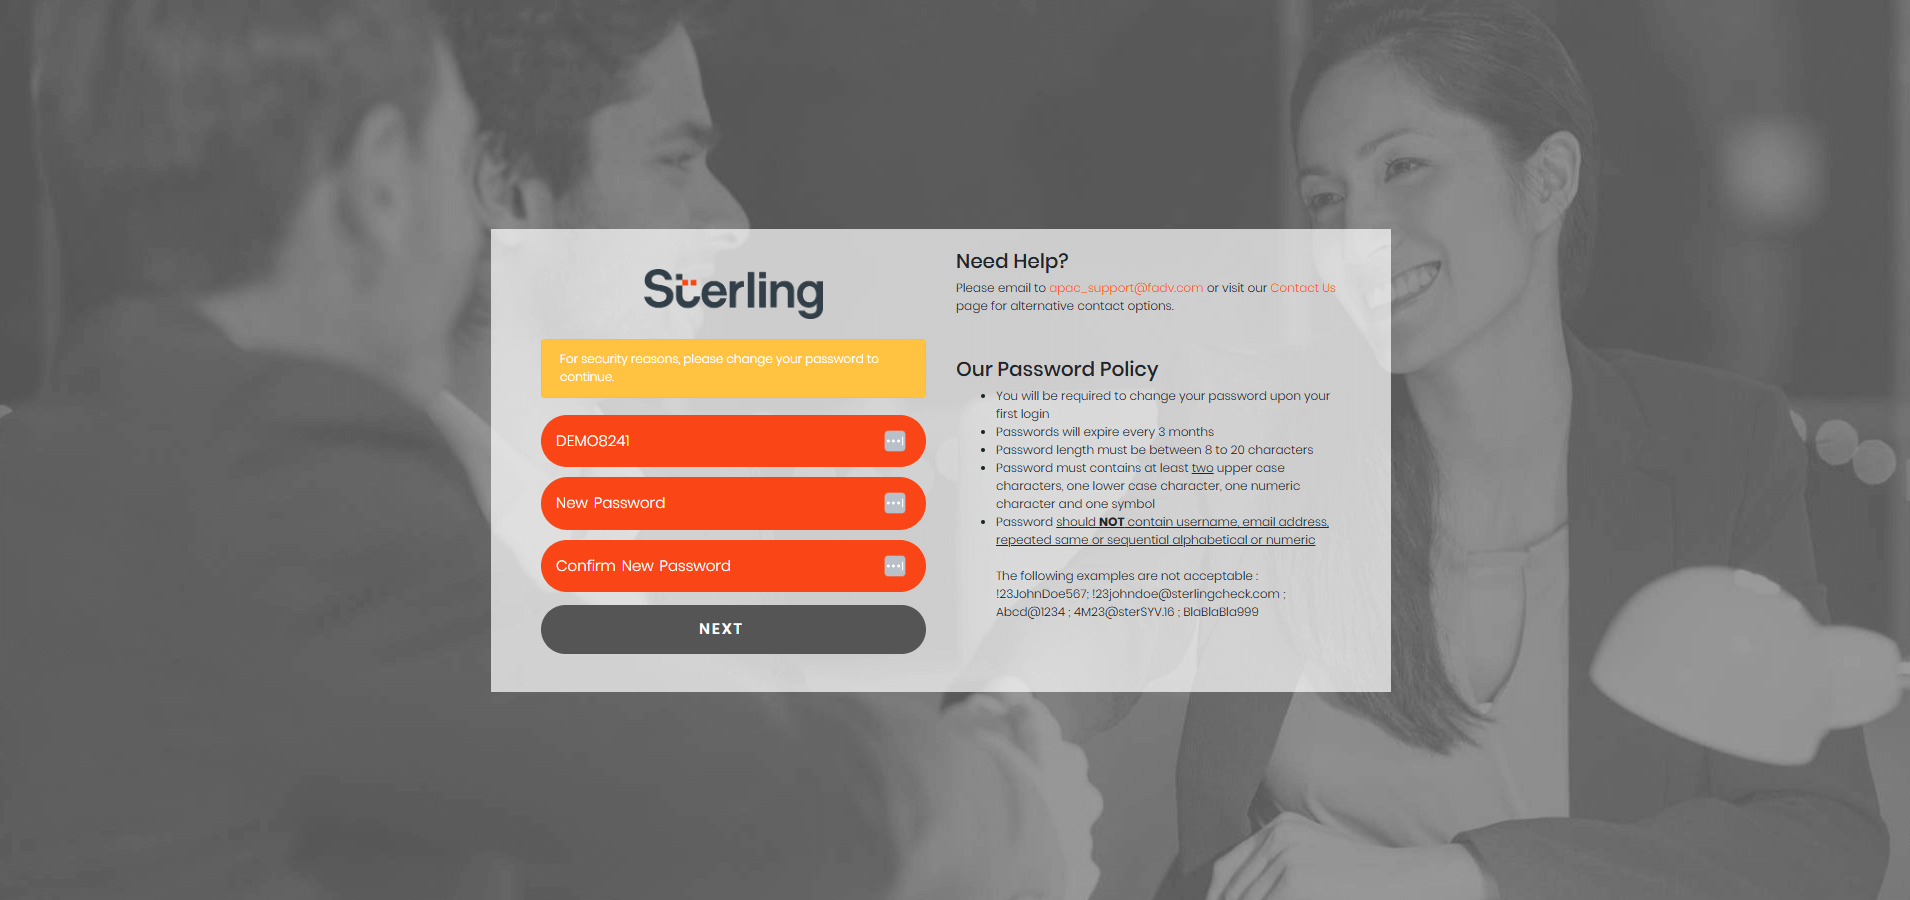 Sterling
For security reasons, please change your password to
continue.
DEMO8241
New Password
Confirm New Password
NEXT
Need Help?
Please email to apac_support@fadv.com or visit our Contact Us
page for alternative contact options.
Our Password Policy
You will be required to change your password upon your
first login
Passwords will expire every 3 months
Password length must be between 8 to 20 characters
Password must contains at least two upper case
characters, one lower case character, one numeric
character and one symbol
Password should NOT contain username, email address,
repeated same or sequential alphabetical or numeric
The following examples are not acceptable :
!23JohnDoe567; !23johndoe@sterlingcheck.com ;
Abcd@1234 ; 4M23@sterSYV.16 ; BlaBlaBla999